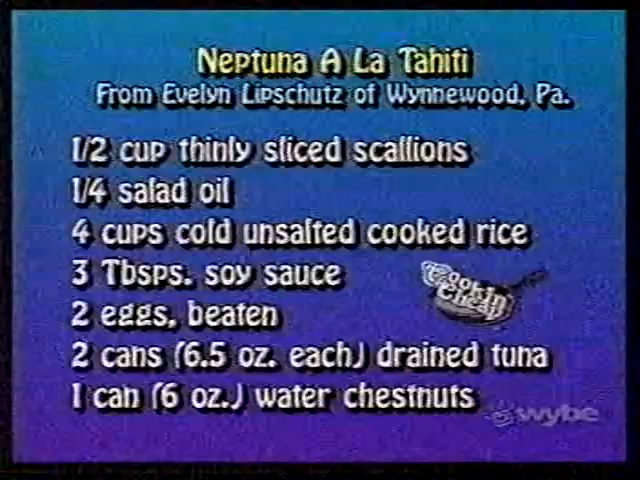 Neptuna A La Tahiti
From Evelyn Lipschutz of Wynnewood, Pa.
1/2 cup thinly sliced scallions
1/4 salad oil
4 cups cold unsalted cooked rice
3 Tbsps. soy sauce
Cookin' Cheap
2 eggs, beaten
2 cans (6.5 oz. each) drained tuna
1 can (6 oz.) water chestnuts
wybe